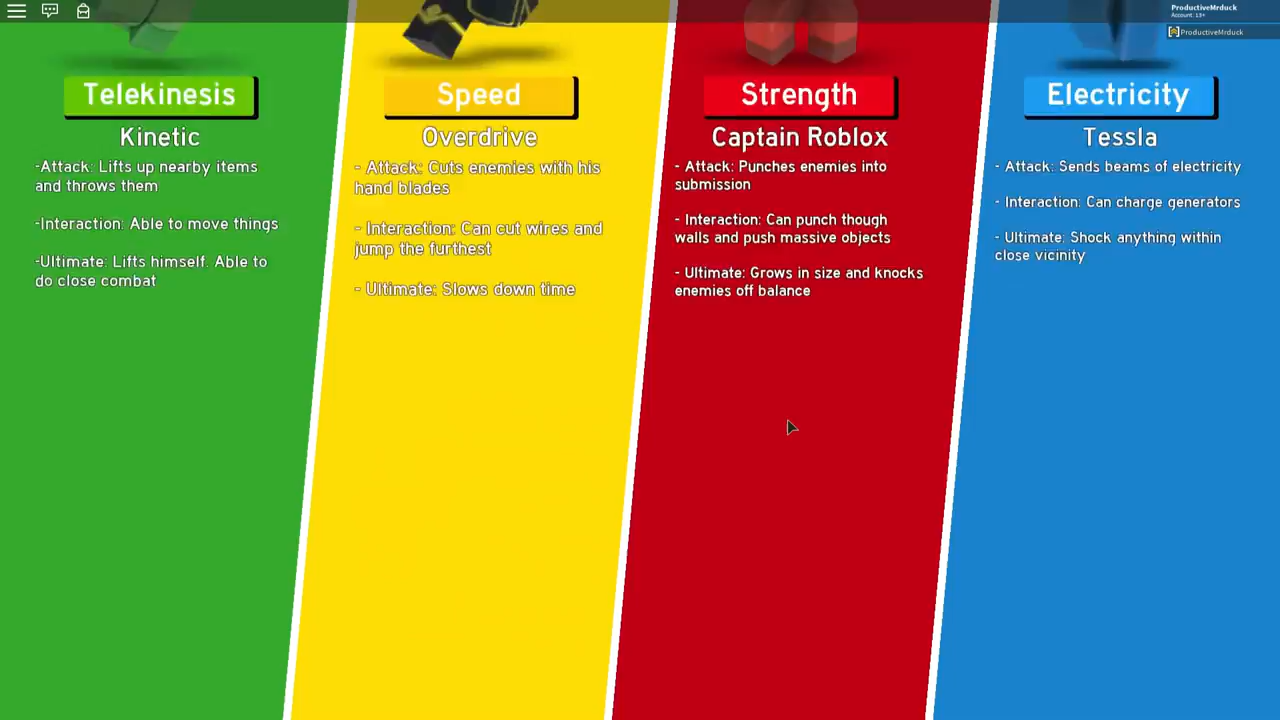 ProductiveMrduck
Account: 13+
ProductiveMrduck
Telekinesis
Kinetic
-Attack: Lifts up nearby items
and throws them
-Interaction: Able to move things
-Ultimate: Lifts himself. Able to
do close combat
Speed
Overdrive
- Attack: Cuts enemies with his
hand blades
- Interaction: Can cut wires and
jump the furthest
- Ultimate: Slows down time
Strength
Captain Roblox
- Attack: Punches enemies into
submission
- Interaction: Can punch though
walls and push massive objects
- Ultimate: Grows in size and knocks
enemies off balance
Electricity
Tessla
- Attack: Sends beams of electricity
- Interaction: Can charge generators
- Ultimate: Shock anything within
close vicinity